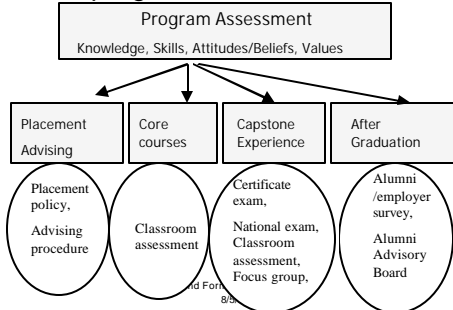 Program Assessment
Knowledge, Skills, Attitudes/Beliefs, Values
Placement
Advising
Core
courses
Capstone
Experience
After
Graduation
Placement
policy,
Advising
procedure
Classroom
assessment
Certificate
exam,
National exam,
Classroom
assessment,
Focus group,
Alumni
/employer
survey,
Alumni
Advisory
Board